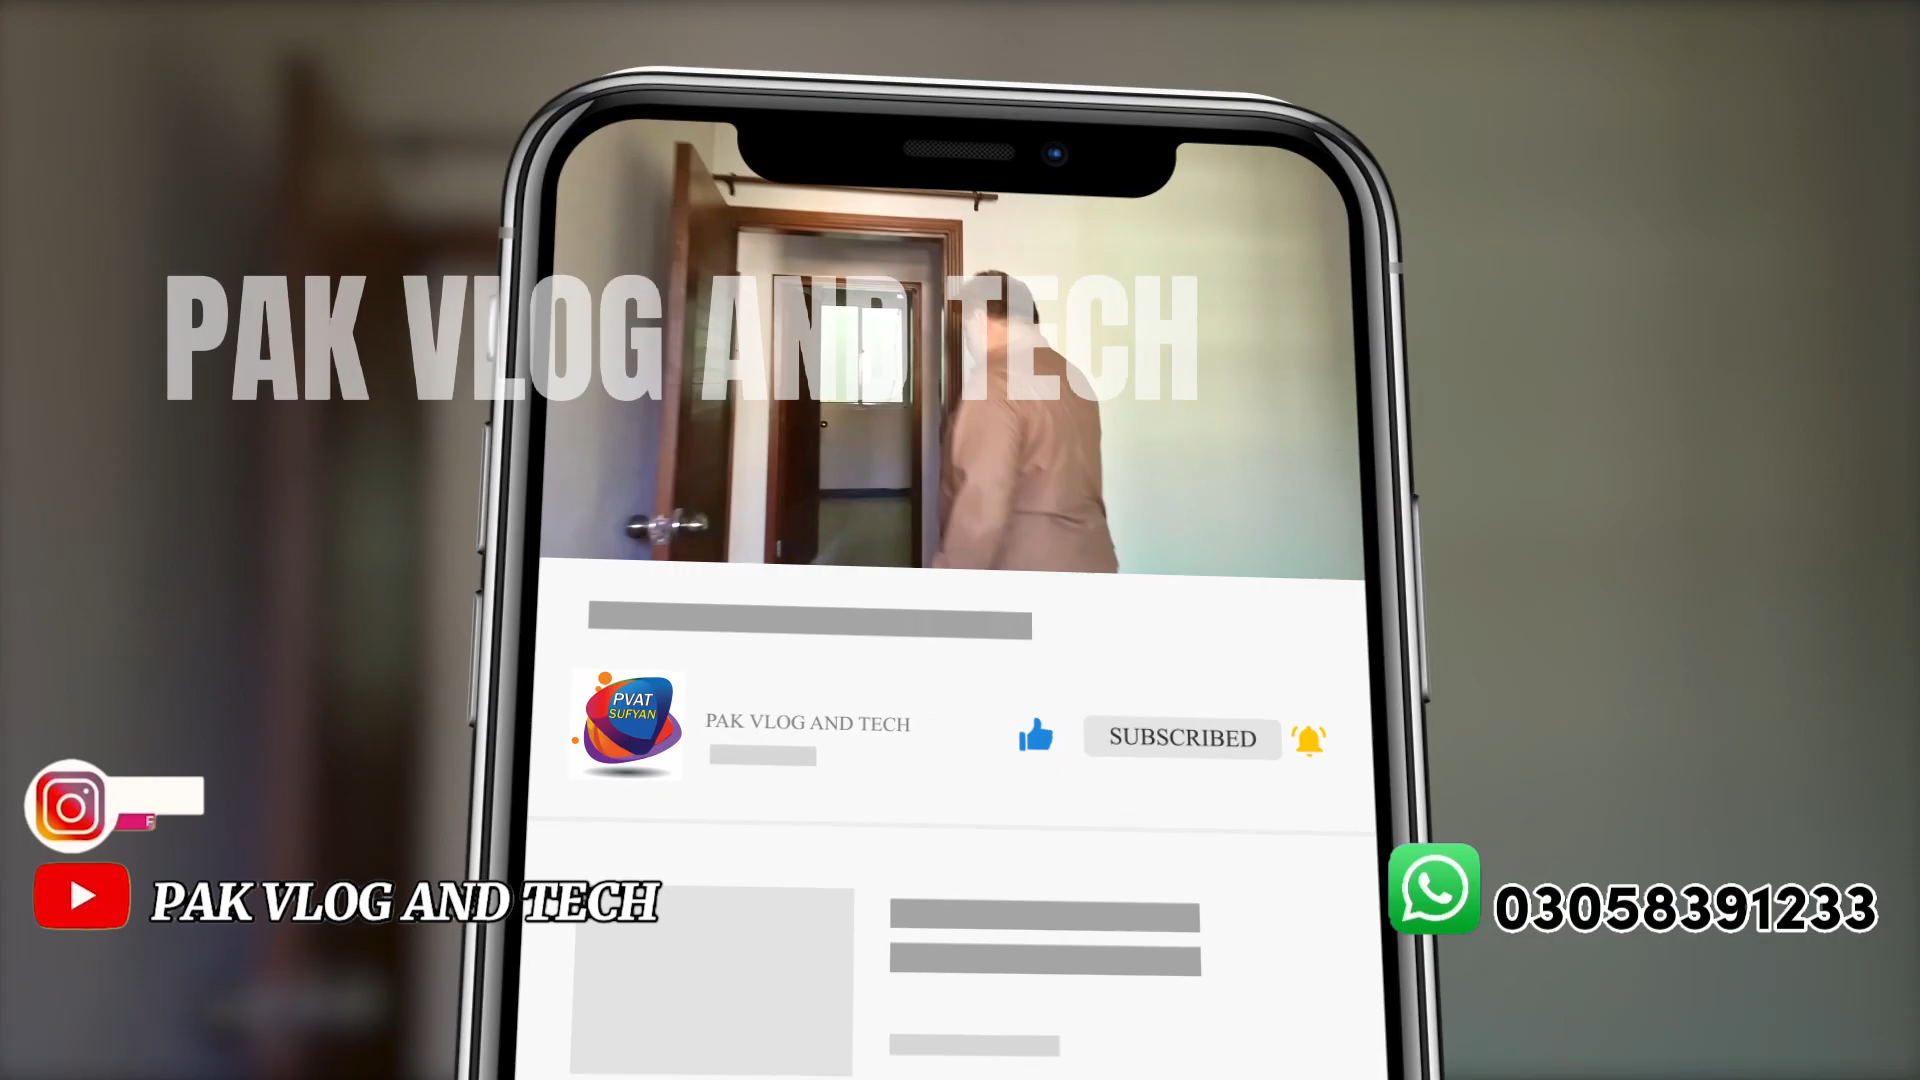 PAK VLOG AND TECH
PVAT
SUFYAN
PAK VLOG AND TECH
SUBSCRIBED
F
PAK VLOG AND TECH
03058391233